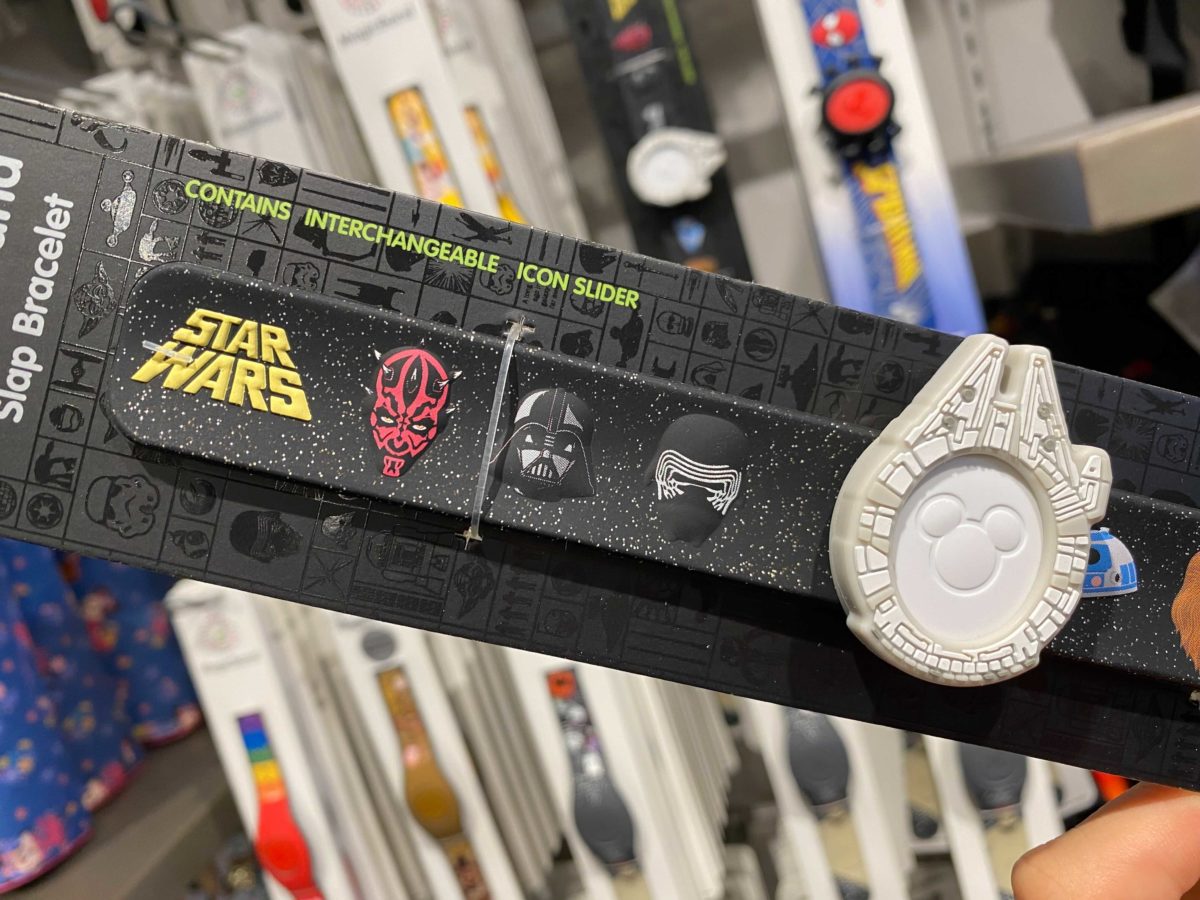 Slap Bracelet
CONTAINS INTERCHANGEABLE ICON SLIDER
STAR
WARS